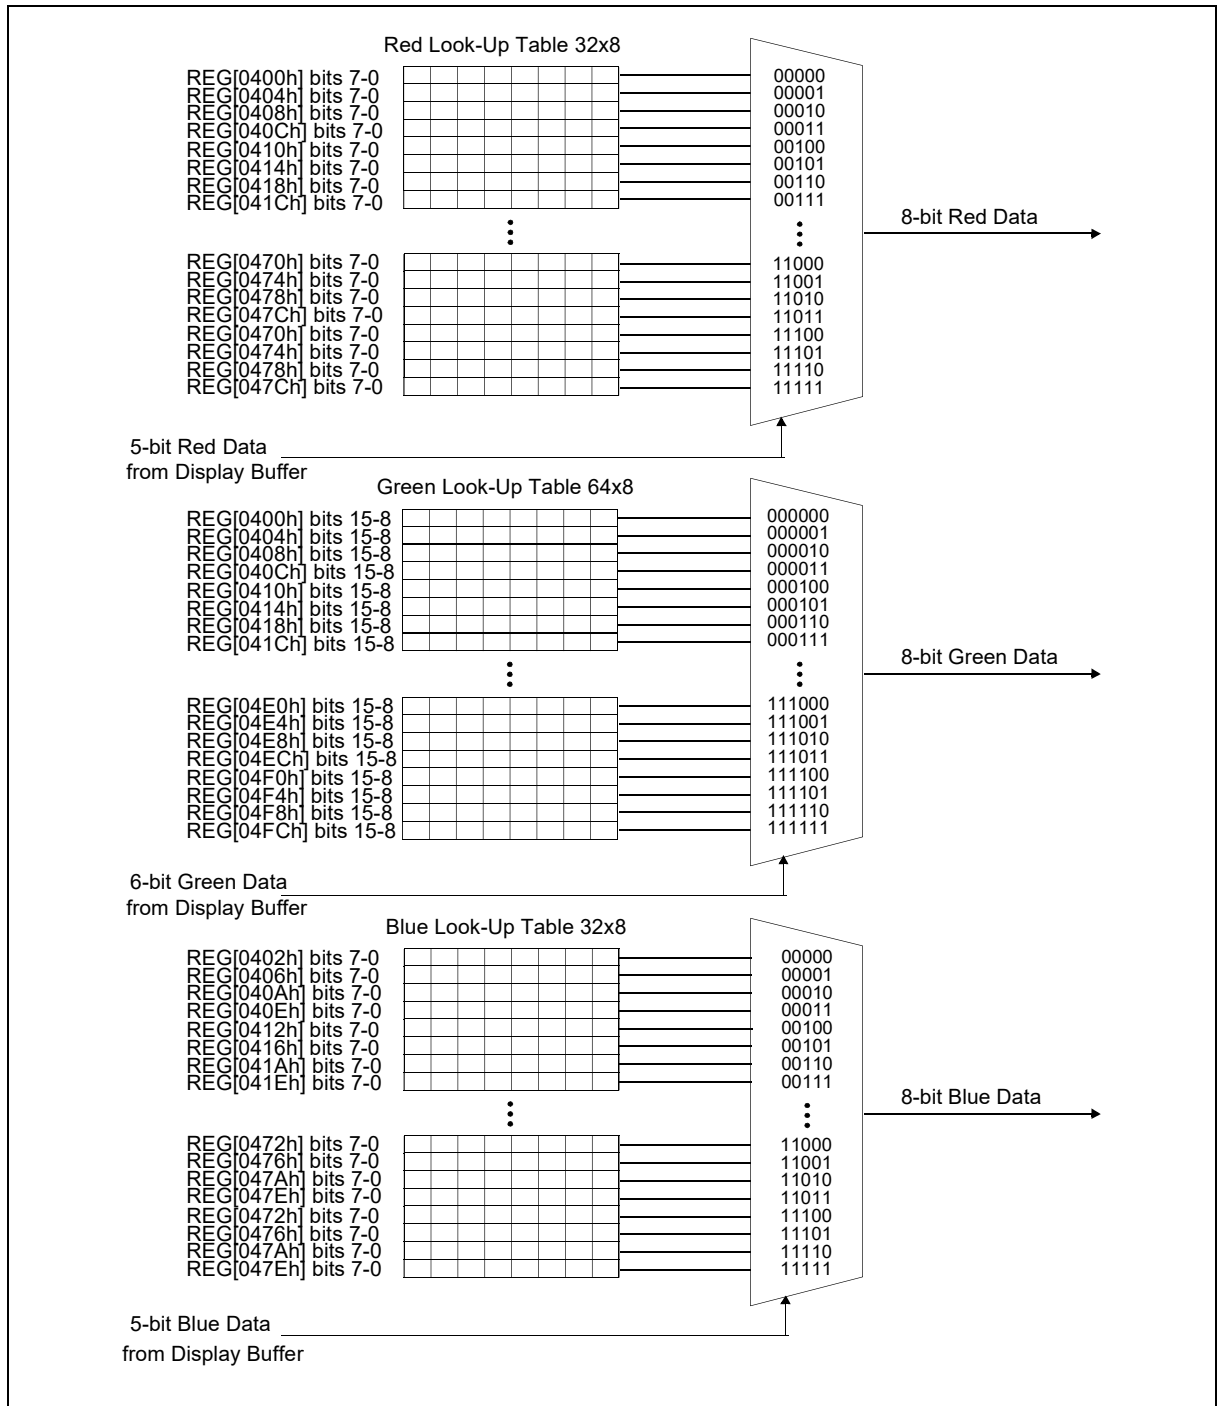 Red Look-Up Table 32x8
REG[0400h] bits 7-0
REG[0404h] bits 7-0
REG[0408h] bits 7-0
REG[040Ch] bits 7-0
REG[0410h] bits 7-0
REG[0414h] bits 7-0
REG[0418h] bits 7-0
REG[041Ch] bits 7-0
00000
00001
00010
00011
00100
00101
00110
00111
REG[0470h] bits 7-0
REG[0474h] bits 7-0
REG[0478h] bits 7-0
REG[047Ch] bits 7-0
REG[0470h] bits 7-0
REG[0474h] bits 7-0
REG[0478h] bits 7-0
REG[047Ch] bits 7-0
11000
11001
11010
11011
11100
11101
11110
11111
8-bit Red Data
5-bit Red Data
from Display Buffer
Green Look-Up Table 64x8
REG[0400h] bits 15-8
REG[0404h] bits 15-8
REG[0408h] bits 15-8
REG[040Ch] bits 15-8
REG[0410h] bits 15-8
REG[0414h] bits 15-8
REG[0418h] bits 15-8
REG[041Ch] bits 15-8
000000
000001
000010
000011
000100
000101
000110
000111
REG[04E0h] bits 15-8
REG[04E4h] bits 15-8
REG[04E8h] bits 15-8
REG[04ECh] bits 15-8
REG[04F0h] bits 15-8
REG[04F4h] bits 15-8
REG[04F8h] bits 15-8
REG[04FCh] bits 15-8
111000
111001
111010
111011
111100
111101
111110
111111
8-bit Green Data
6-bit Green Data
from Display Buffer
Blue Look-Up Table 32x8
REG[0402h] bits 7-0
REG[0406h] bits 7-0
REG[040Ah] bits 7-0
REG[040Eh] bits 7-0
REG[0412h] bits 7-0
REG[0416h] bits 7-0
REG[041Ah] bits 7-0
REG[041Eh] bits 7-0
00000
00001
00010
00011
00100
00101
00110
00111
REG[0472h] bits 7-0
REG[0476h] bits 7-0
REG[047Ah] bits 7-0
REG[047Eh] bits 7-0
REG[0472h] bits 7-0
REG[0476h] bits 7-0
REG[047Ah] bits 7-0
REG[047Eh] bits 7-0
11000
11001
11010
11011
11100
11101
11110
11111
8-bit Blue Data
5-bit Blue Data
from Display Buffer